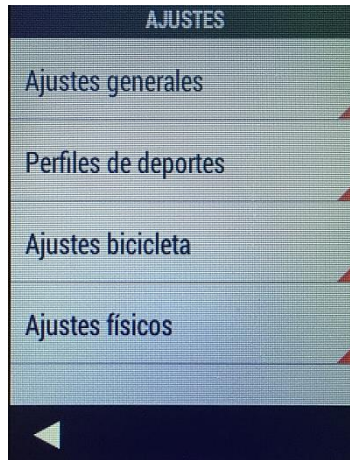 AJUSTES
Ajustes generales
Perfiles de deportes
Ajustes bicicleta
Ajustes físicos